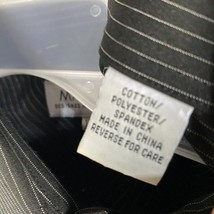 COTTON/
POLYESTER/
SPANDEX
MADE IN CHINA
REVERSE FOR CARE